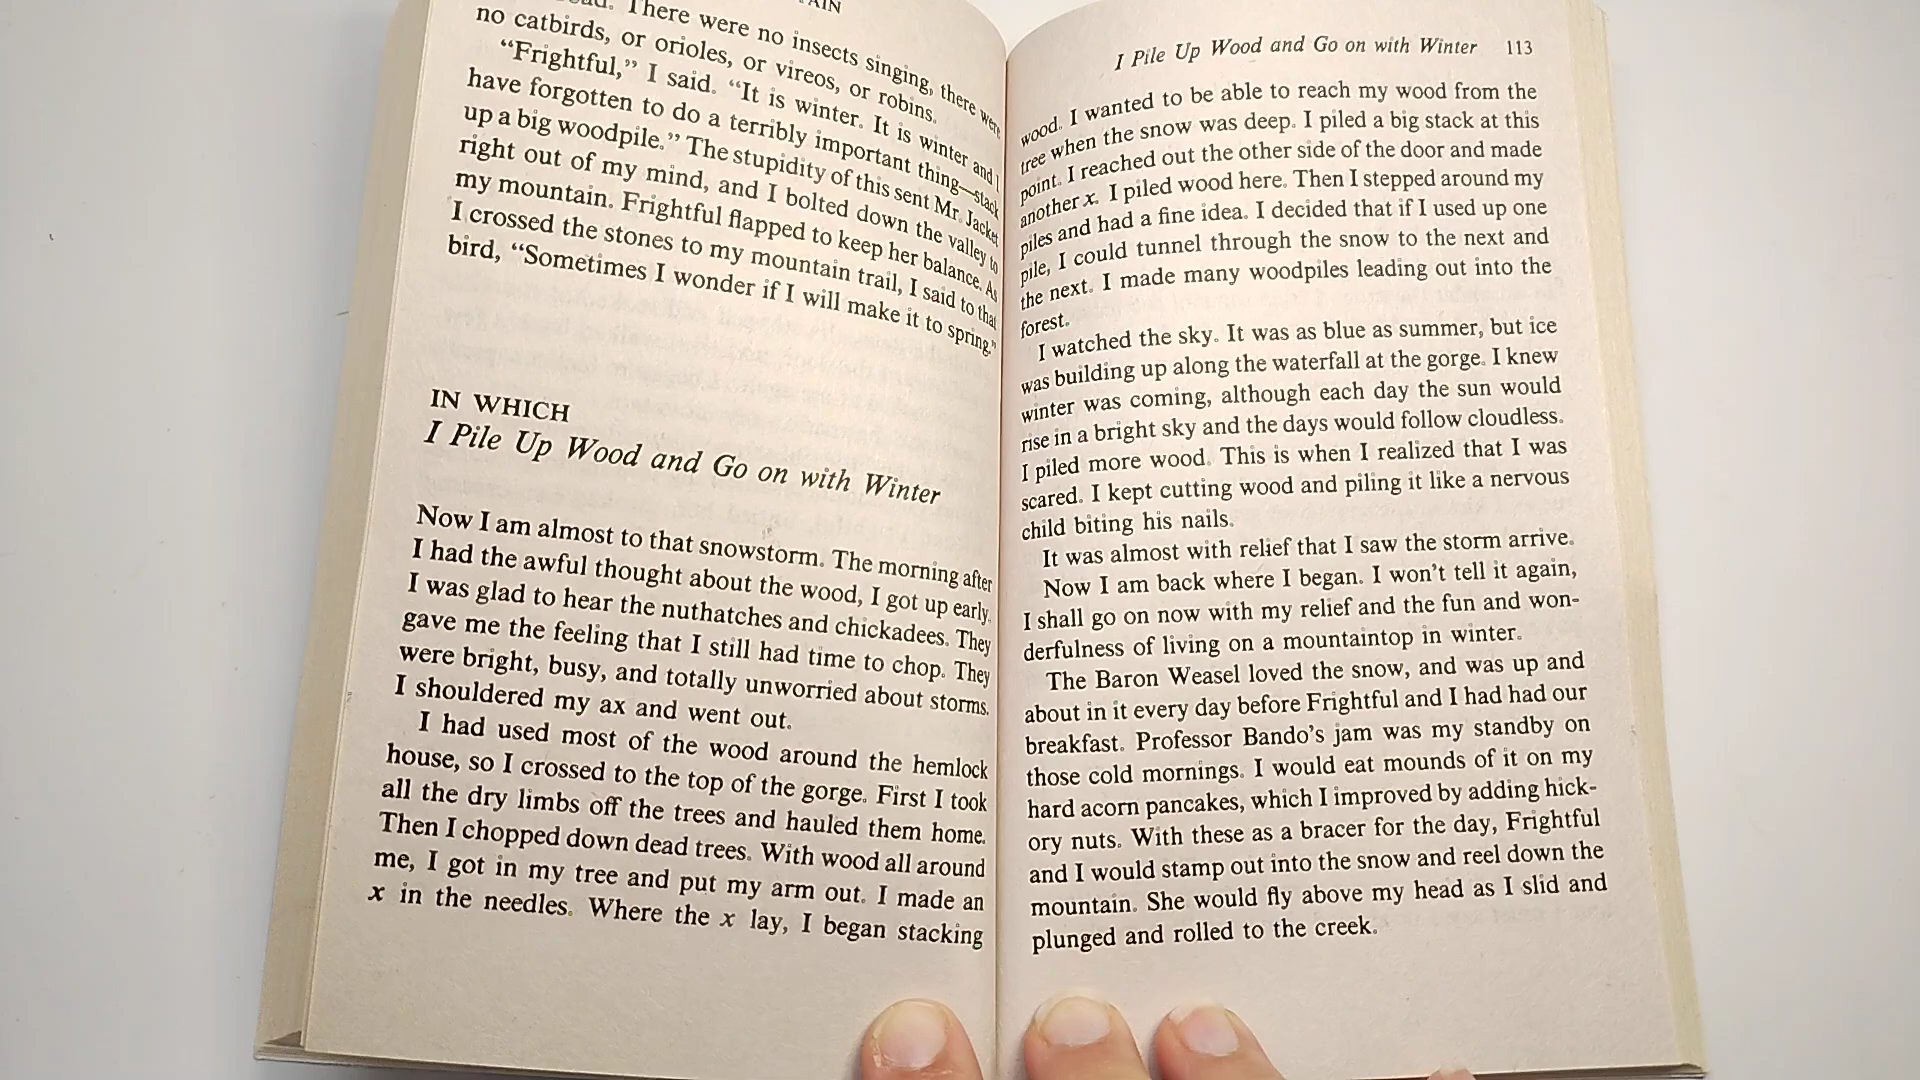 There were no insects singing, there were
no catbirds, or orioles, or vireos, or robins.
“Frightful,” I said. “It is winter. It is winter and I
have forgotten to do a terribly important thing—stack
up a big woodpile.” The stupidity of this sent Mr. Jacket
right out of my mind, and I bolted down the valley to
my mountain. Frightful flapped to keep her balance. As
I crossed the stones to my mountain trail, I said to that
bird, “Sometimes I wonder if I will make it to spring.”
IN WHICH
I Pile Up Wood and Go on with Winter
Now I am almost to that snowstorm. The morning after
I had the awful thought about the wood, I got up early.
I was glad to hear the nuthatches and chickadees. They
gave me the feeling that I still had time to chop. They
were bright, busy, and totally unworried about storms.
I shouldered my ax and went out.
I had used most of the wood around the hemlock
house, so I crossed to the top of the gorge. First I took
all the dry limbs off the trees and hauled them home.
Then I chopped down dead trees. With wood all around
me, I got in my tree and put my arm out. I made an
x in the needles. Where the x lay, I began stacking
I Pile Up Wood and Go on with Winter 113
wood. I wanted to be able to reach my wood from the
tree when the snow was deep. I piled a big stack at this
point. I reached out the other side of the door and made
another x. I piled wood here. Then I stepped around my
piles and had a fine idea. I decided that if I used up one
pile, I could tunnel through the snow to the next and
the next. I made many woodpiles leading out into the
forest.
I watched the sky. It was as blue as summer, but ice
was building up along the waterfall at the gorge. I knew
winter was coming, although each day the sun would
rise in a bright sky and the days would follow cloudless.
I piled more wood. This is when I realized that I was
scared. I kept cutting wood and piling it like a nervous
child biting his nails.
It was almost with relief that I saw the storm arrive.
Now I am back where I began. I won’t tell it again,
I shall go on now with my relief and the fun and won-
derfulness of living on a mountaintop in winter.
The Baron Weasel loved the snow, and was up and
about in it every day before Frightful and I had had our
breakfast. Professor Bando’s jam was my standby on
those cold mornings. I would eat mounds of it on my
hard acorn pancakes, which I improved by adding hick-
ory nuts. With these as a bracer for the day, Frightful
and I would stamp out into the snow and reel down the
mountain. She would fly above my head as I slid and
plunged and rolled to the creek.